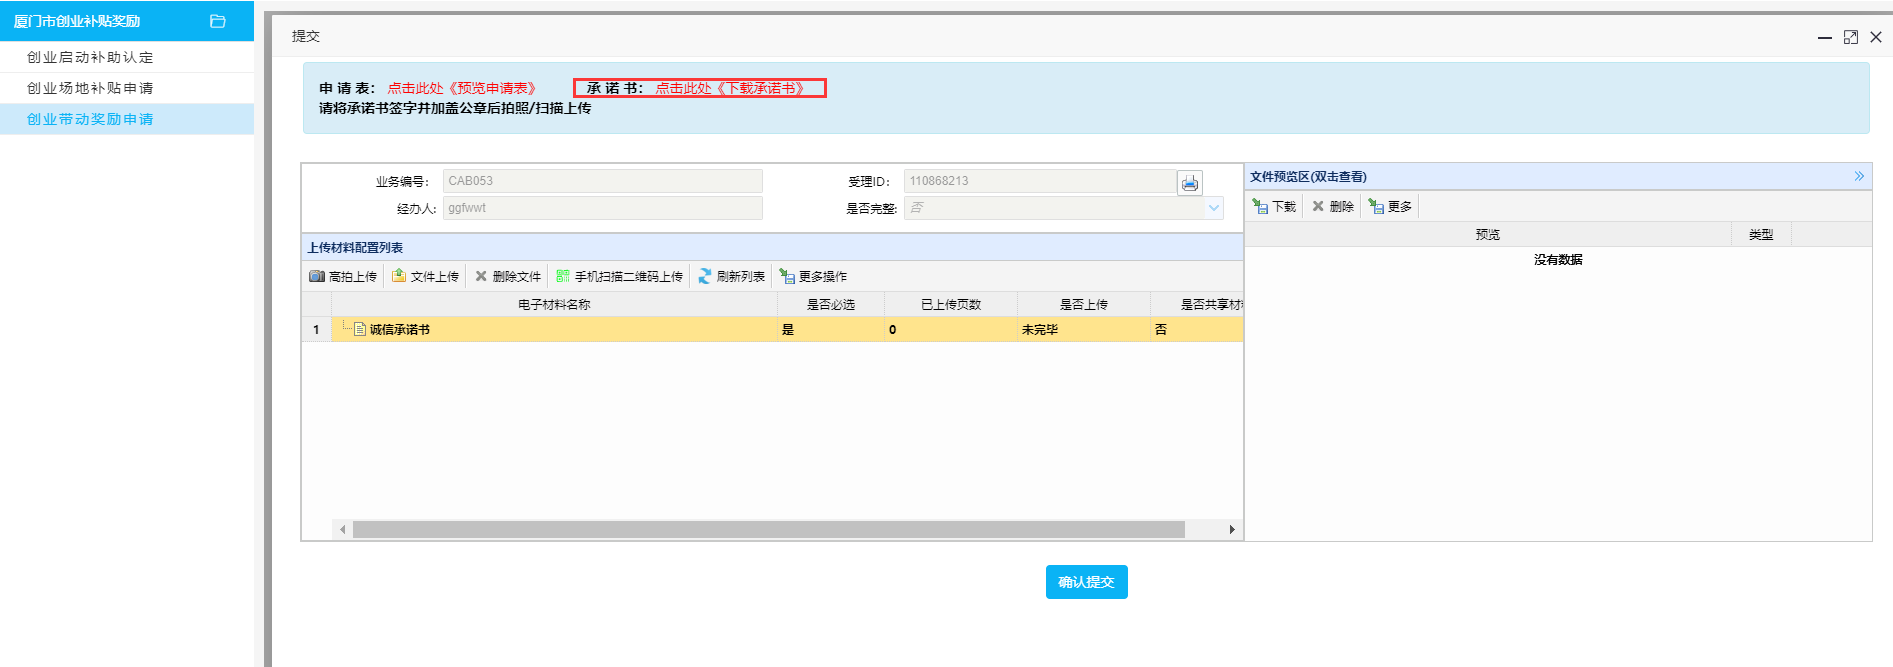 厦门市创业补贴奖励
创业启动补助认定
创业场地补贴申请
创业带动奖励申请
提交
申 请 表： 点击此处《预览申请表》 承 诺 书： 点击此处《下载承诺书》
请将承诺书签字并加盖公章后拍照/扫描上传
业务编号： CAB053 受理ID： 110868213
经办人: ggfwwt 是否完整: 否
上传材料配置列表
高拍上传 文件上传 删除文件 手机扫描二维码上传 刷新列表 更多操作
电子材料名称 是否必选 已上传页数 是否上传 是否共享材
1 诚信承诺书 是 0 未完毕 否
文件预览区(双击查看)
下载 删除 更多
预览 类型
没有数据
确认提交